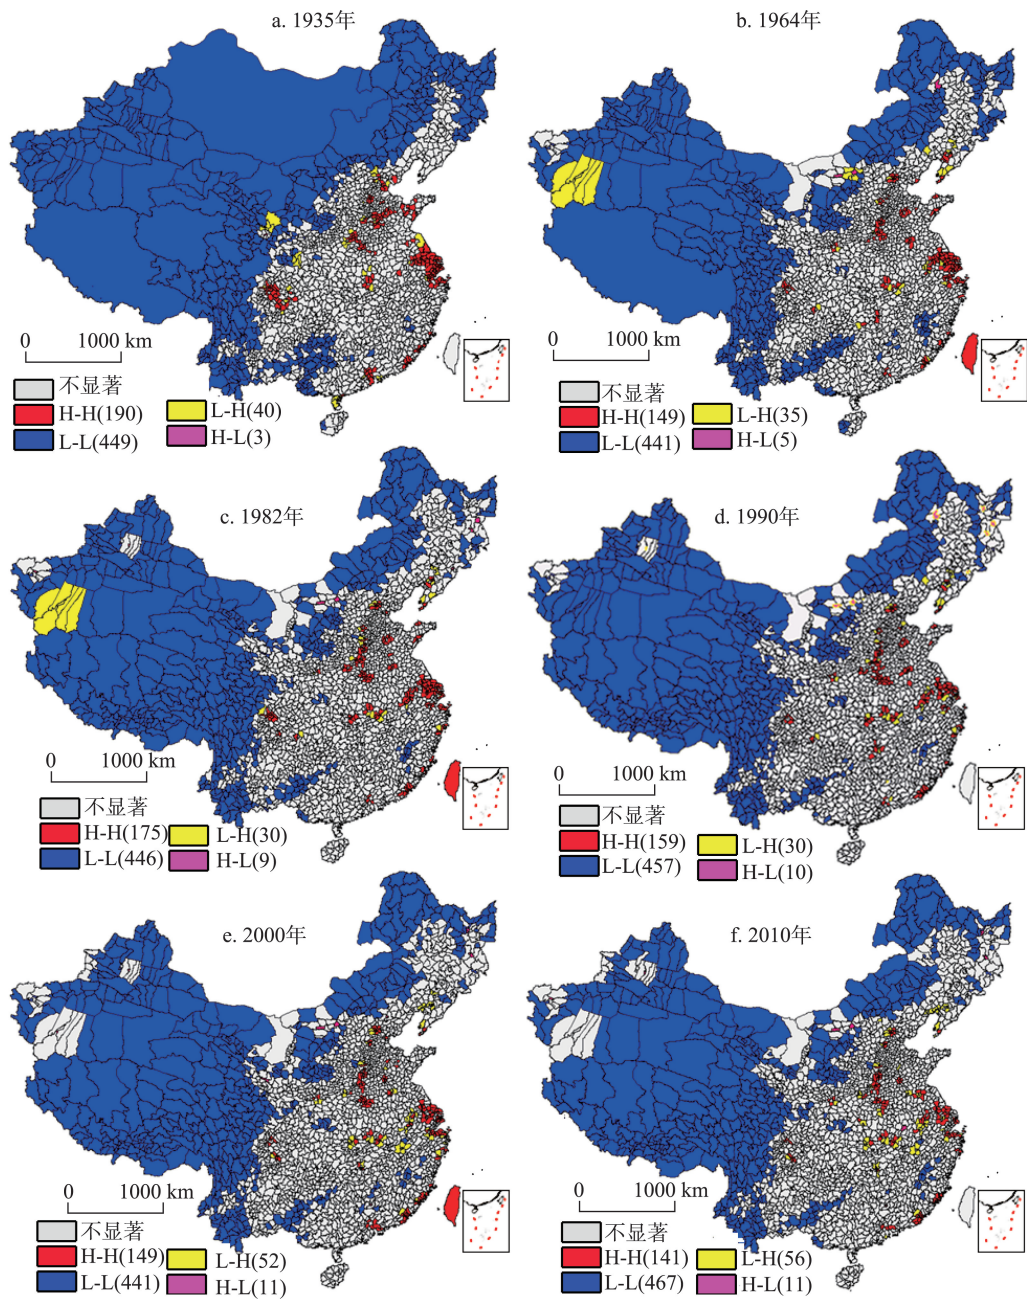 a. 1935年
0 1000 km
不显著
H-H(190)
L-L(449)
L-H(40)
H-L(3)
b. 1964年
0 1000 km
不显著
H-H(149)
L-L(441)
L-H(35)
H-L(5)
c. 1982年
0 1000 km
不显著
H-H(175)
L-L(446)
L-H(30)
H-L(9)
d. 1990年
0 1000 km
不显著
H-H(159)
L-L(457)
L-H(30)
H-L(10)
e. 2000年
0 1000 km
不显著
H-H(149)
L-L(441)
L-H(52)
H-L(11)
f. 2010年
0 1000 km
不显著
H-H(141)
L-L(467)
L-H(56)
H-L(11)